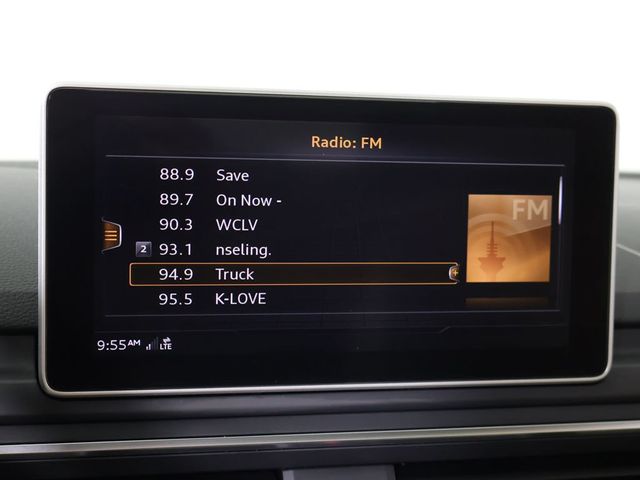 Radio: FM
88.9 Save
89.7 On Now -
90.3 WCLV
2 93.1 nseling.
94.9 Truck
95.5 K-LOVE
FM
9:55AM LTE